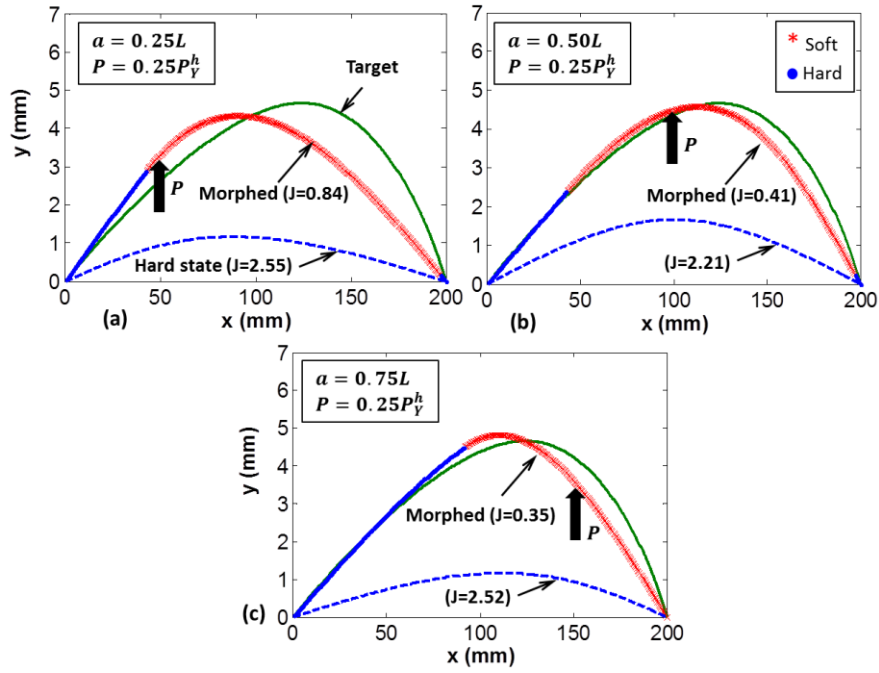 7
6
5
4
3
2
1
0
y (mm)
a = 0.25L
P = 0.25P_Y^h
Target
P
Morphed (J=0.84)
Hard state (J=2.55)
0 50 100 150 200
(a)
x (mm)
7
6
5
4
3
2
1
0
a = 0.50L
P = 0.25P_Y^h
Soft
Hard
P
Morphed (J=0.41)
(J=2.21)
0 50 100 150 200
(b)
x (mm)
7
6
5
4
3
2
1
0
y (mm)
a = 0.75L
P = 0.25P_Y^h
Morphed (J=0.35)
P
(J=2.52)
(c)
0 50 100 150 200
x (mm)